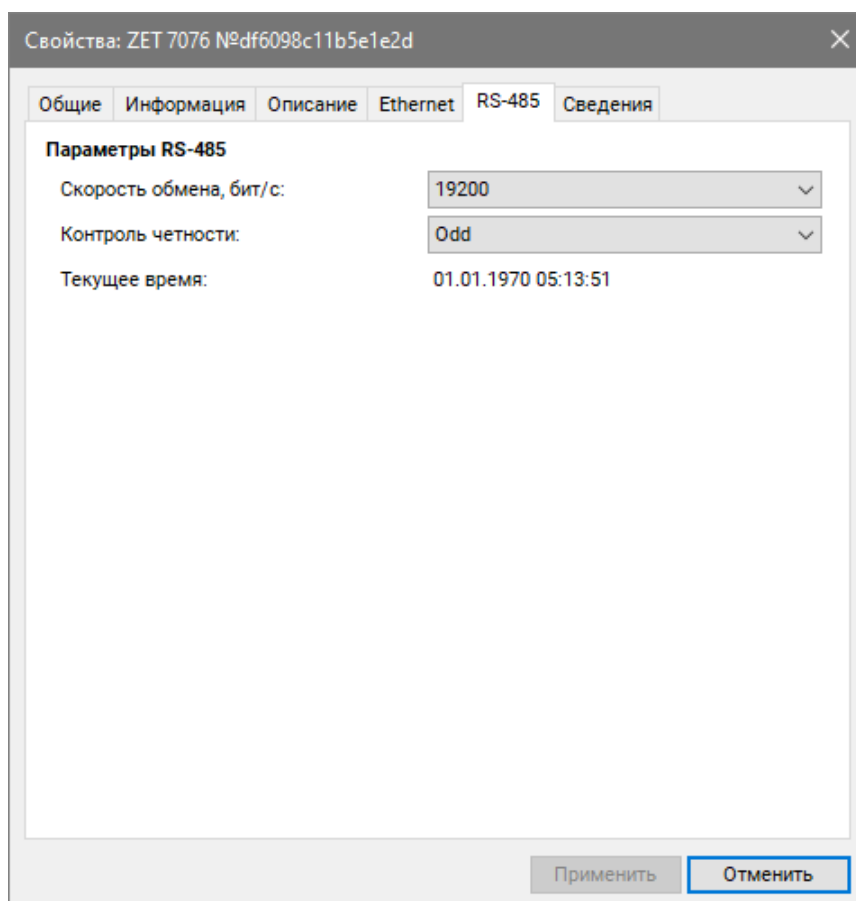 Свойства: ZET 7076 №df6098c11b5e1e2d
Общие Информация Описание Ethernet RS-485 Сведения
Параметры RS-485
Скорость обмена, бит/с: 19200
Контроль четности: Odd
Текущее время: 01.01.1970 05:13:51
Применить Отменить